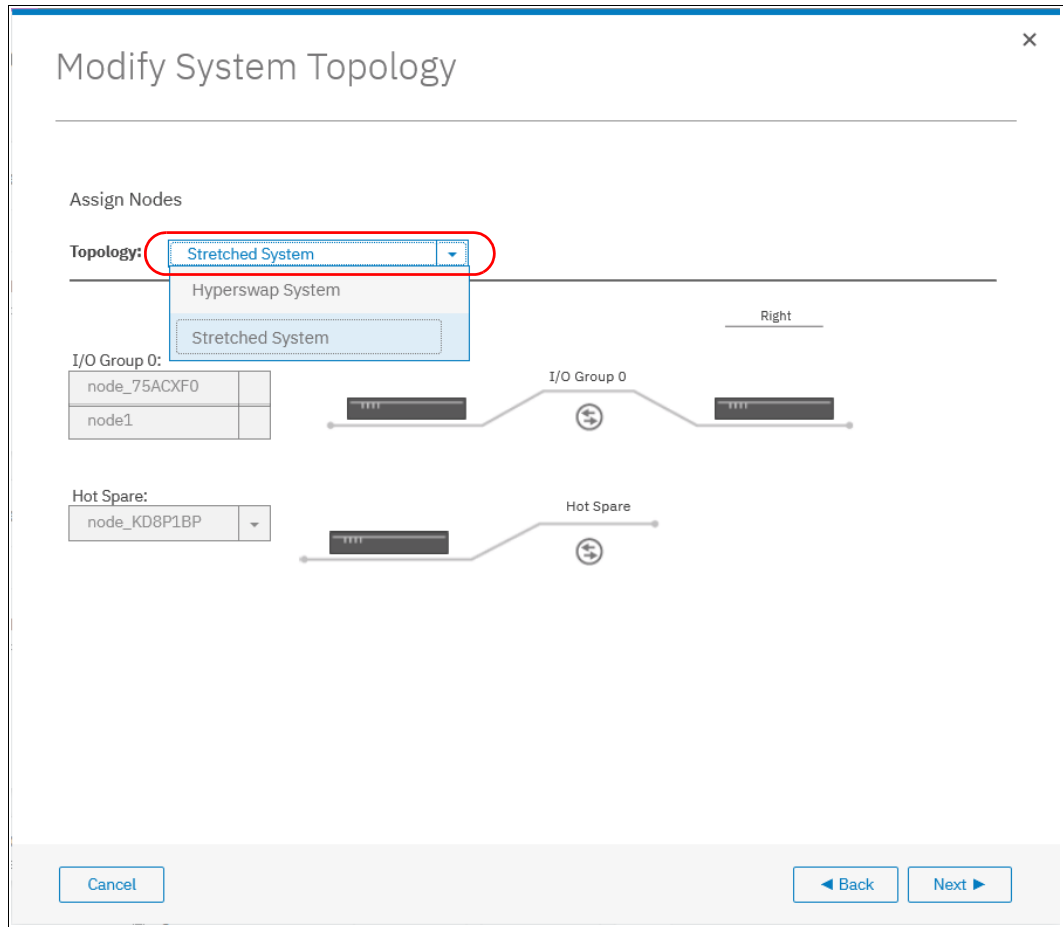 ×
Modify System Topology
Assign Nodes
Topology: Stretched System
Hyperswap System
Stretched System
Right
I/O Group 0:
node_75ACXF0
node1
I/O Group 0
Hot Spare:
node_KD8P1BP
Hot Spare
Cancel
◄ Back
Next ►